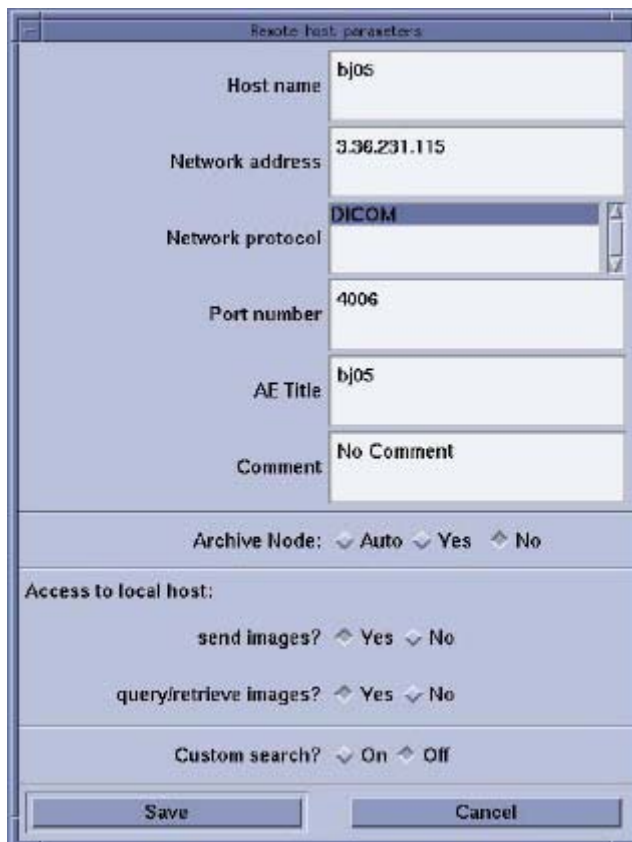 Remote host parameters
Host name bj05
Network address 3.36.231.115
Network protocol DICOM
Port number 4006
AE Title bj05
Comment No Comment
Archive Node: Auto Yes No
Access to local host:
send images? Yes No
query/retrieve images? Yes No
Custom search? On Off
Save Cancel